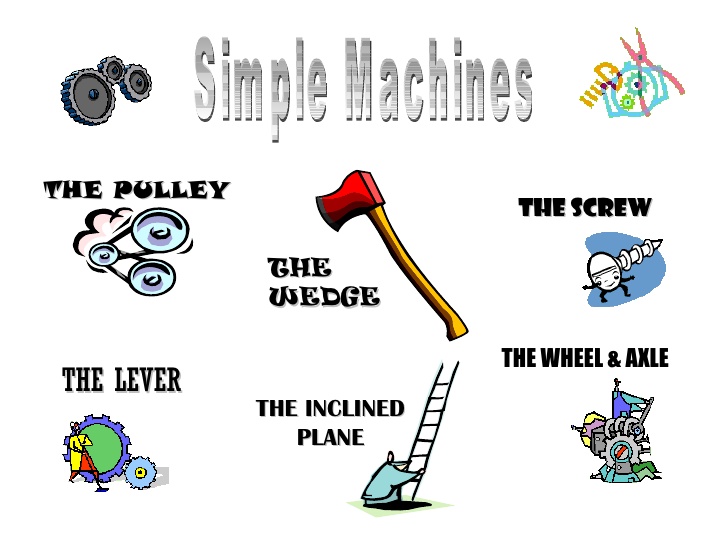 Simple Machines
THE PULLEY
THE SCREW
THE
WEDGE
THE WHEEL & AXLE
THE LEVER
THE INCLINED
PLANE